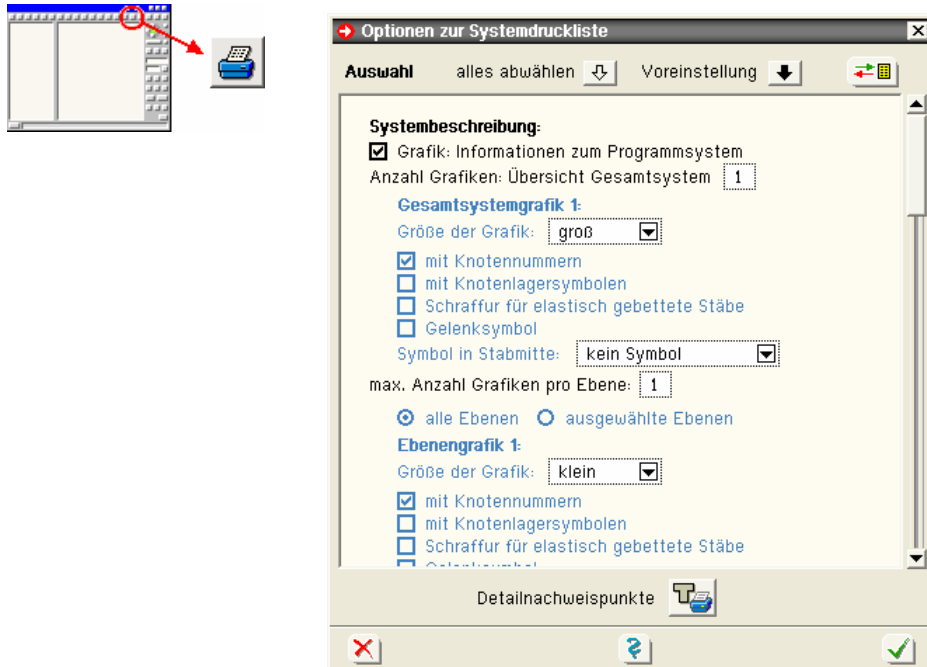 Optionen zur Systemdruckliste
Auswahl alles abwählen Voreinstellung
Systembeschreibung:
Grafik: Informationen zum Programmsystem
Anzahl Grafiken: Übersicht Gesamtsystem 1
Gesamtsystemgrafik 1:
Größe der Grafik: groß
mit Knotennummern
mit Knotenlagersymbolen
Schraffur für elastisch gebettete Stäbe
Gelenksymbol
Symbol in Stabmitte: kein Symbol
max. Anzahl Grafiken pro Ebene: 1
alle Ebenen ausgewählte Ebenen
Ebenengrafik 1:
Größe der Grafik: klein
mit Knotennummern
mit Knotenlagersymbolen
Schraffur für elastisch gebettete Stäbe
Detailnachweispunkte